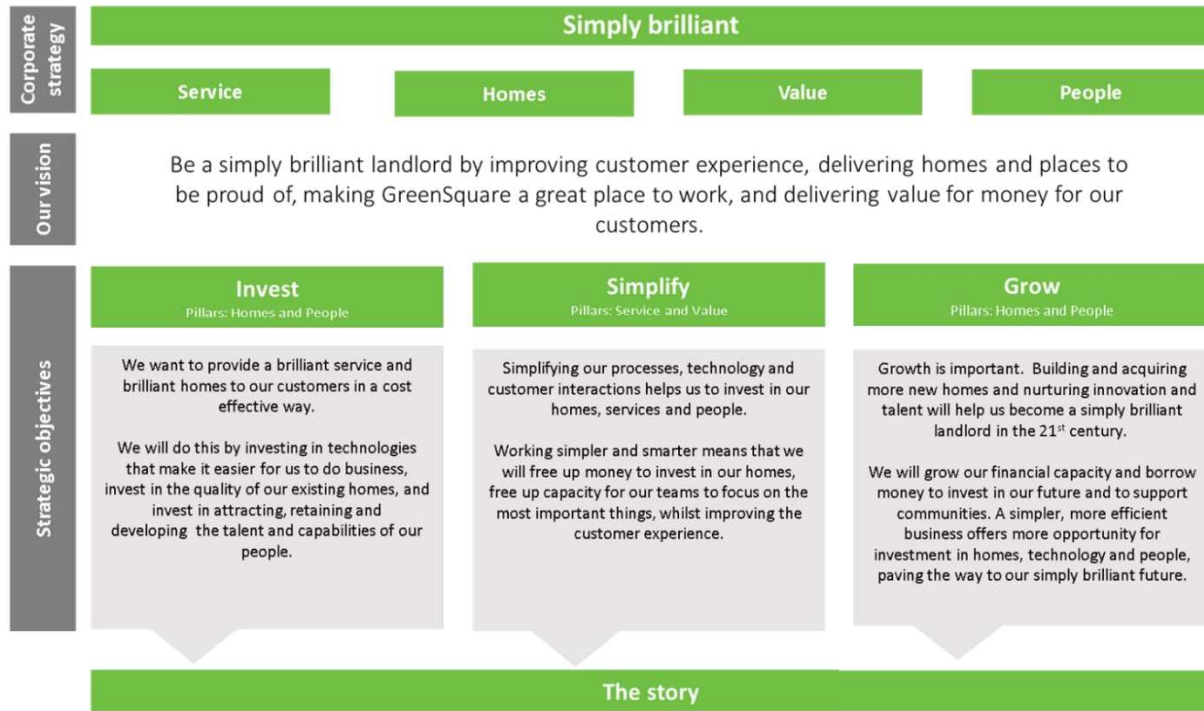 Corporate
strategy
Simply brilliant
Service
Homes
Value
People
Our vision
Be a simply brilliant landlord by improving customer experience, delivering homes and places to
be proud of, making GreenSquare a great place to work, and delivering value for money for our
customers.
Strategic objectives
Invest
Pillars: Homes and People
We want to provide a brilliant service and
brilliant homes to our customers in a cost
effective way.
We will do this by investing in technologies
that make it easier for us to do business,
invest in the quality of our existing homes, and
invest in attracting, retaining and
developing the talent and capabilities of our
people.
Simplify
Pillars: Service and Value
Simplifying our processes, technology and
customer interactions helps us to invest in our
homes, services and people.
Working simpler and smarter means that we
will free up money to invest in our homes,
free up capacity for our teams to focus on the
most important things, whilst improving the
customer experience.
Grow
Pillars: Homes and People
Growth is important. Building and acquiring
more new homes and nurturing innovation and
talent will help us become a simply brilliant
landlord in the 21st century.
We will grow our financial capacity and borrow
money to invest in our future and to support
communities. A simpler, more efficient
business offers more opportunity for
investment in homes, technology and people,
paving the way to our simply brilliant future.
The story